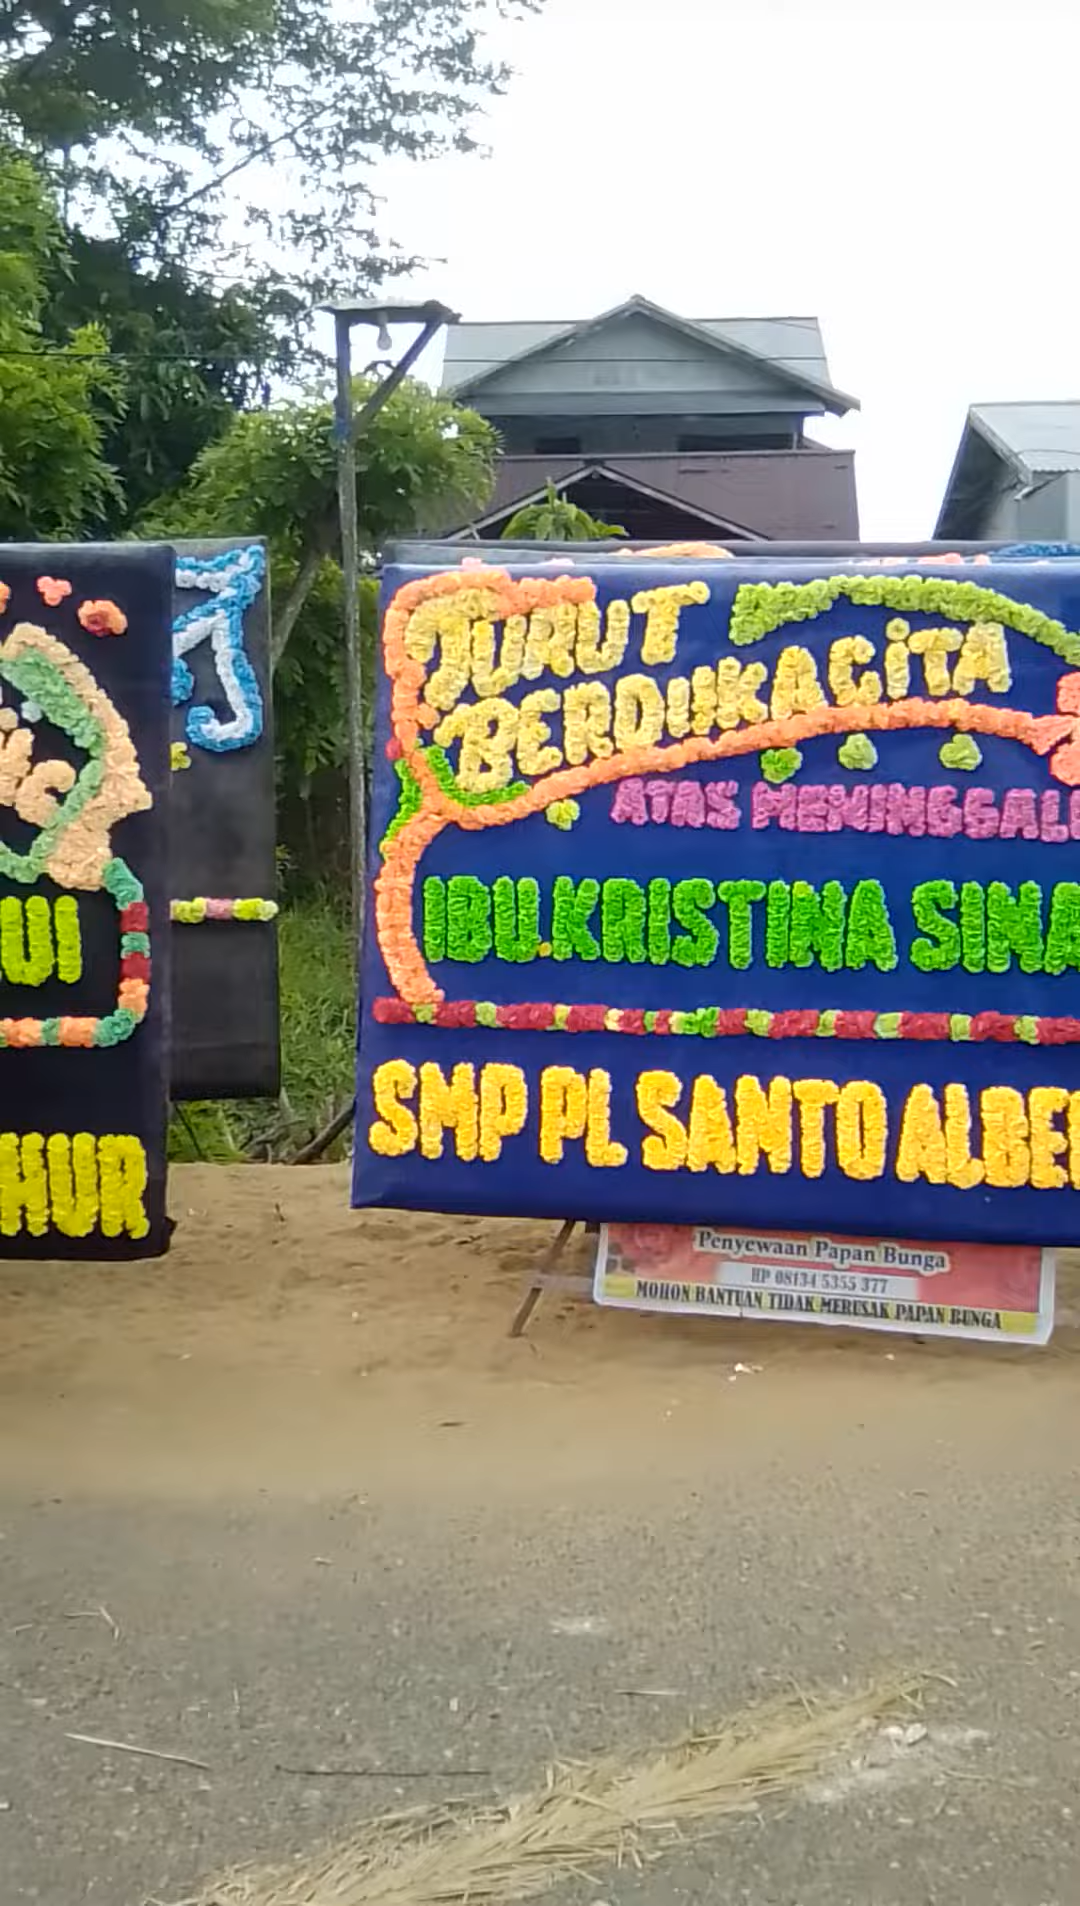 UI
HUR
TURUT
BERDUKACITA
ATAS MENINGGAL
IBU.KRISTINA SINA
SMP PL SANTO ALBE
Penyewaan Papan Bunga
HP 08134 5355 377
MOHON BANTUAN TIDAK MERUSAK PAPAN BUNGA